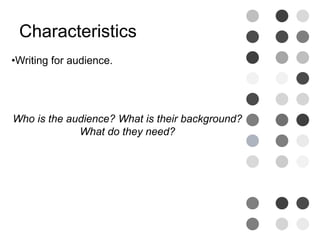 Characteristics
•Writing for audience.
Who is the audience? What is their background?
What do they need?